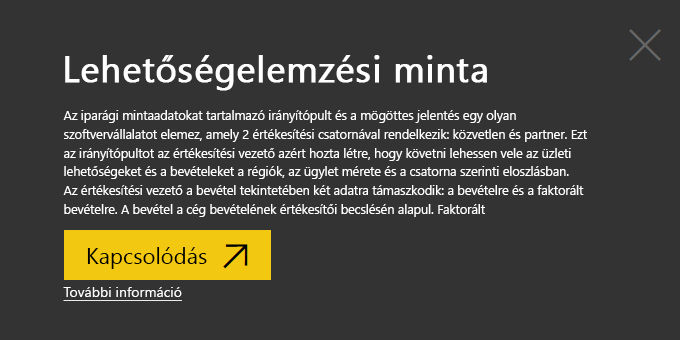 Lehetőségelemzési minta
Az iparági mintaadatokat tartalmazó irányítópult és a mögöttes jelentés egy olyan
szoftvervállalatot elemez, amely 2 értékesítési csatornával rendelkezik: közvetlen és partner. Ezt
az irányítópultot az értékesítési vezető azért hozta létre, hogy követni lehessen vele az üzleti
lehetőségeket és a bevételeket a régiók, az ügylet mérete és a csatorna szerinti eloszlásban.
Az értékesítési vezető a bevétel tekintetében két adatra támaszkodik: a bevételre és a faktorált
bevételre. A bevétel a cég bevételének értékesítői becslésén alapul. Faktorált
Kapcsolódás
További információ